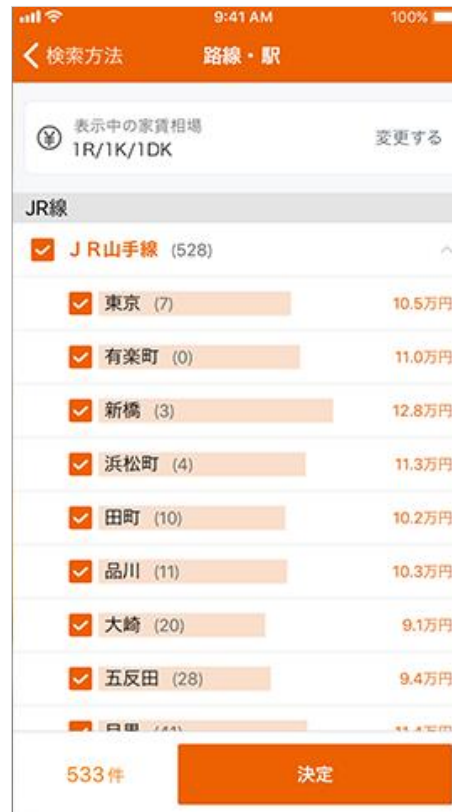 9:41 AM
100%
検索方法
路線・駅
表示中の家賃相場
1R/1K/1DK
変更する
JR線
ＪＲ山手線 (528)
東京 (7) 10.5万円
有楽町 (0) 11.0万円
新橋 (3) 12.8万円
浜松町 (4) 11.3万円
田町 (10) 10.2万円
品川 (11) 10.3万円
大崎 (20) 9.1万円
五反田 (28) 9.4万円
533件
決定